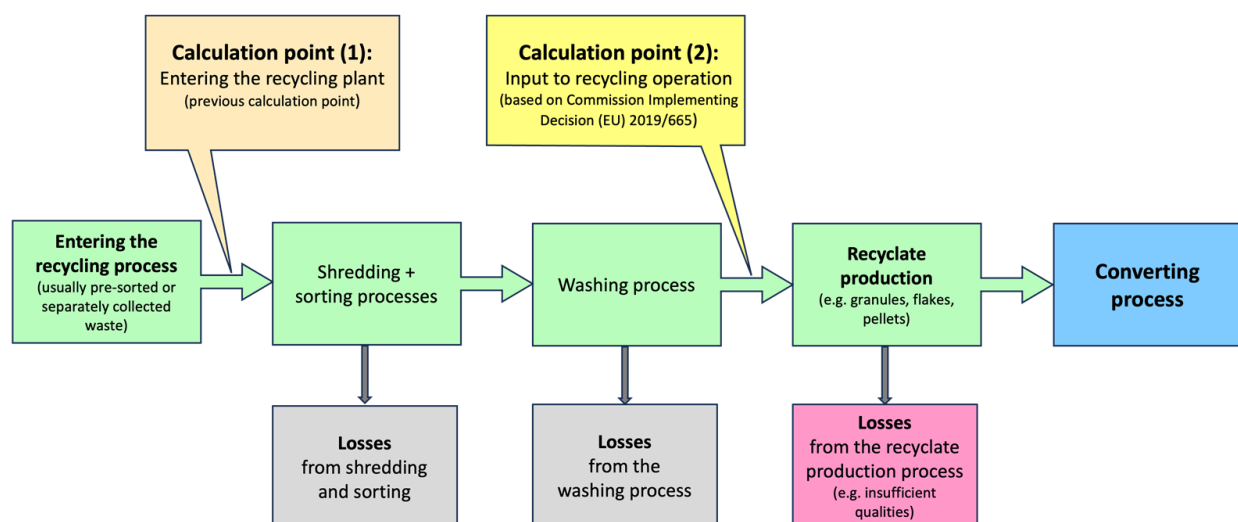 Calculation point (1):
Entering the recycling plant
(previous calculation point)
Calculation point (2):
Input to recycling operation
(based on Commission Implementing
Decision (EU) 2019/665)
Entering the
recycling process
(usually pre-sorted or
separately collected
waste)
Shredding +
sorting processes
Washing process
Recyclate
production
(e.g. granules, flakes,
pellets)
Converting
process
Losses
from shredding
and sorting
Losses
from the
washing process
Losses
from the recyclate
production process
(e.g. insufficient
qualities)